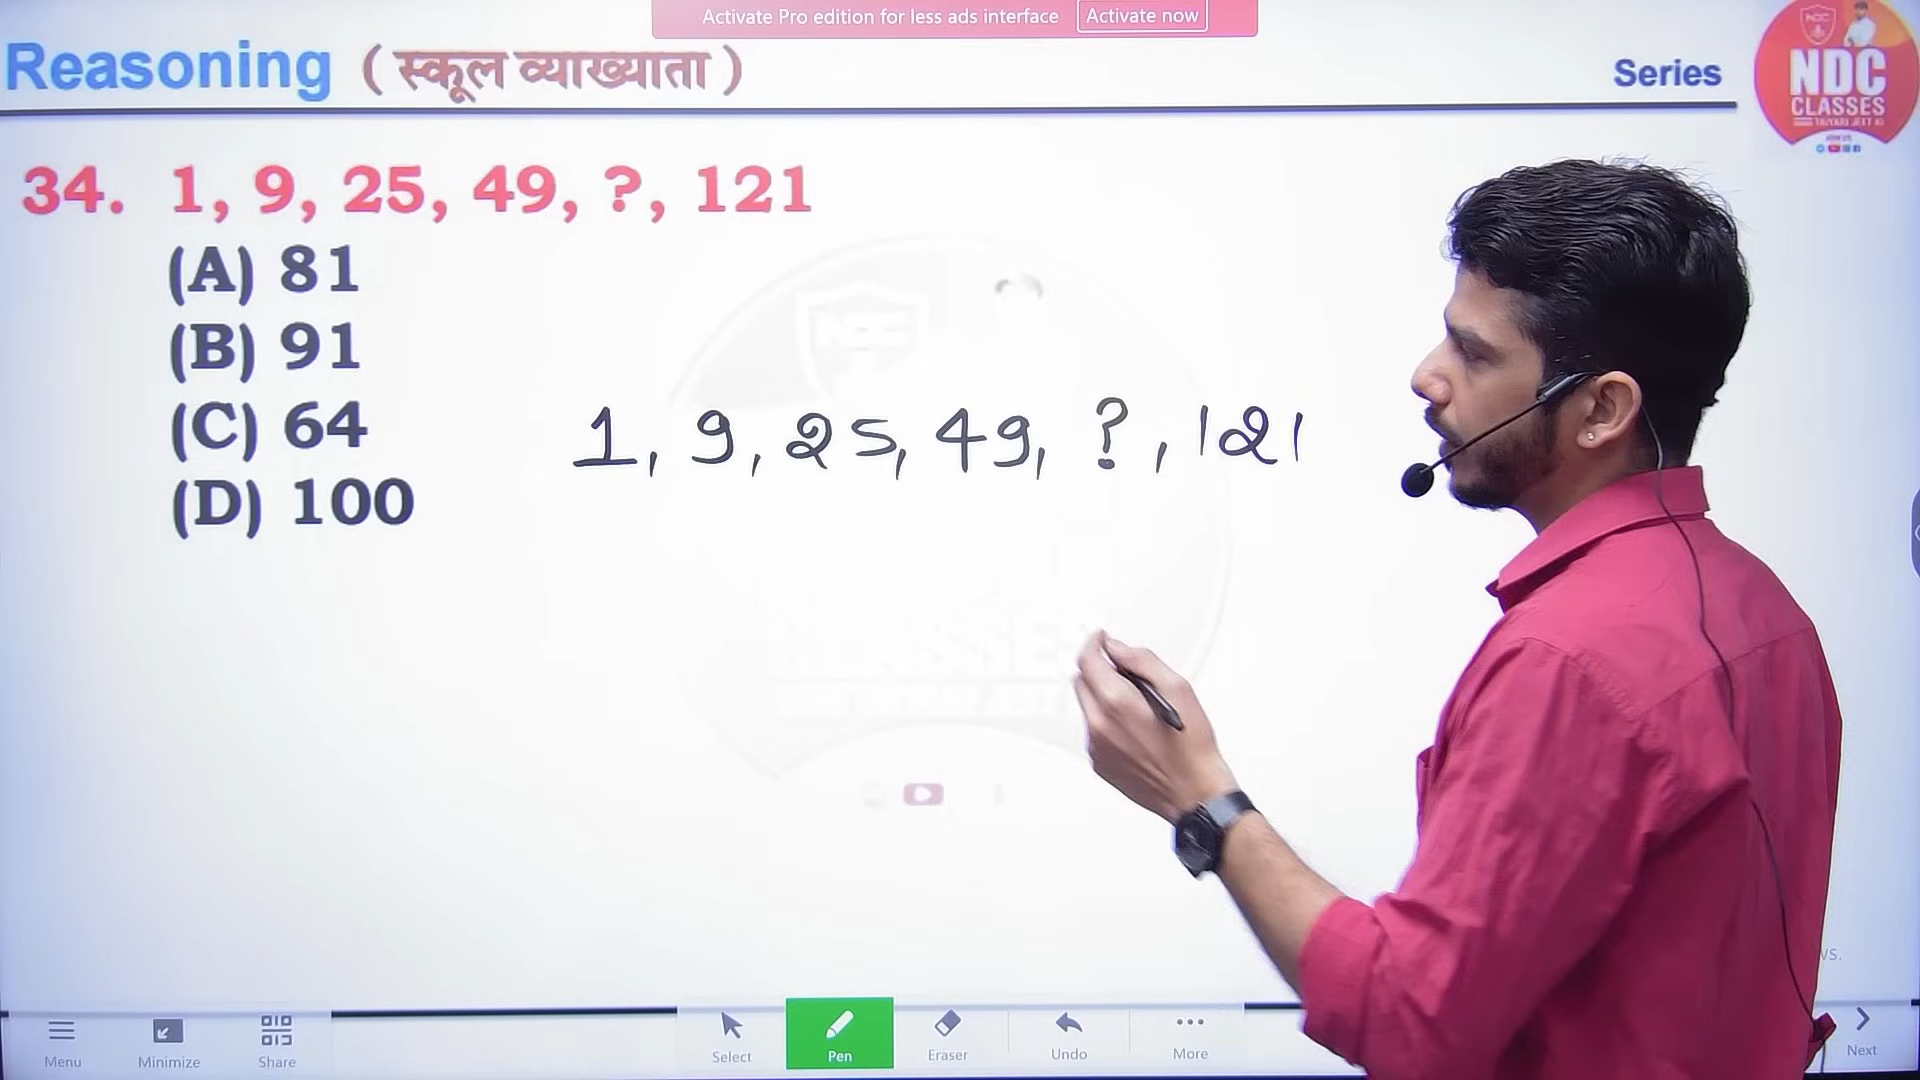 Activate Pro edition for less ads interface Activate now
Reasoning ( स्कूल व्याख्याता )
Series
NDC
CLASSES
34. 1, 9, 25, 49, ?, 121
(A) 81
(B) 91
(C) 64
(D) 100
1, 9, 25, 49, ?, 121
CLASSES
Menu
Minimize
Share
Select
Pen
Eraser
Undo
More
Next